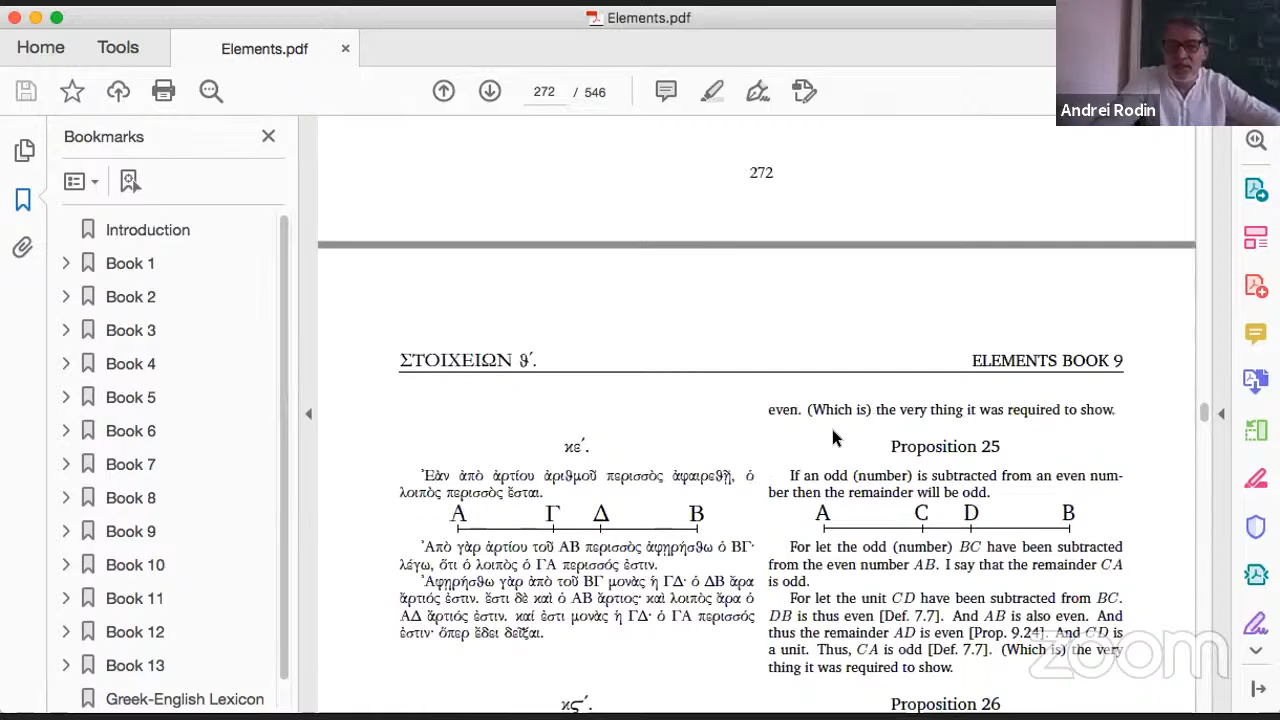 Elements.pdf
Home
Tools
Elements.pdf
272 / 546
Andrei Rodin
Bookmarks
Introduction
Book 1
Book 2
Book 3
Book 4
Book 5
Book 6
Book 7
Book 8
Book 9
Book 10
Book 11
Book 12
Book 13
Greek-English Lexicon
272
ΣΤΟΙΧΕΙΩΝ θʹ.
ELEMENTS BOOK 9
κεʹ.
᾿Εὰν ἀπὸ ἀρτίου ἀριθμοῦ περισσὸς ἀφαιρεθῇ, ὁ
λοιπὸς περισσὸς ἔσται.
Α Γ Δ Β
᾿Απὸ γὰρ ἀρτίου τοῦ ΑΒ περισσὸς ἀφῃρήσθω ὁ ΒΓ·
λέγω, ὅτι ὁ λοιπὸς ὁ ΓΑ περισσός ἐστιν.
᾿Αφῃρήσθω γὰρ ἀπὸ τοῦ ΒΓ μονὰς ἡ ΓΔ· ὁ ΔΒ ἄρα
ἄρτιός ἐστιν. ἔστι δὲ καὶ ὁ ΑΒ ἄρτιος· καὶ λοιπὸς ἄρα ὁ
ΑΔ ἄρτιός ἐστιν. καί ἐστι μονὰς ἡ ΓΔ· ὁ ΓΑ περισσός
ἐστιν· ὅπερ ἔδει δεῖξαι.
κϛʹ.
even. (Which is) the very thing it was required to show.
Proposition 25
If an odd (number) is subtracted from an even num-
ber then the remainder will be odd.
A C D B
For let the odd (number) BC have been subtracted
from the even number AB. I say that the remainder CA
is odd.
For let the unit CD have been subtracted from BC.
DB is thus even [Def. 7.7]. And AB is also even. And
thus the remainder AD is even [Prop. 9.24]. And CD is
a unit. Thus, CA is odd [Def. 7.7]. (Which is) the very
thing it was required to show.
Proposition 26
zoom